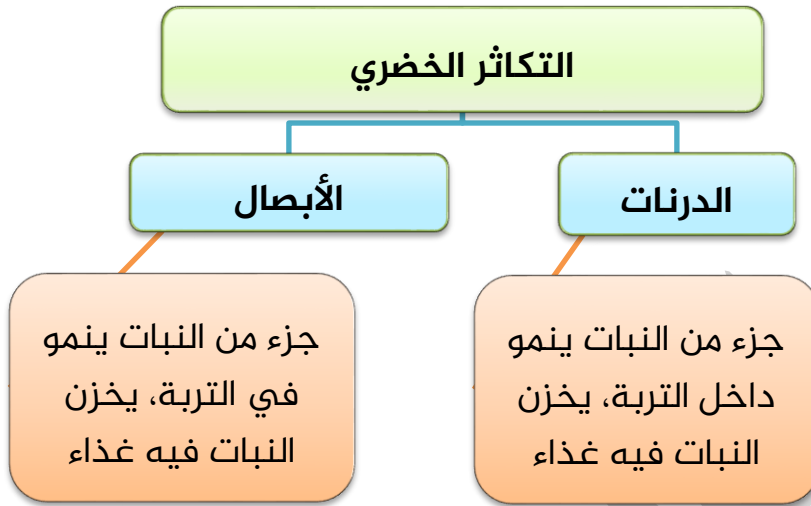 التكاثر الخضري
الدرنات
الأبصال
جزء من النبات ينمو
داخل التربة، يخزن
النبات فيه غذاء
جزء من النبات ينمو
في التربة، يخزن
النبات فيه غذاء